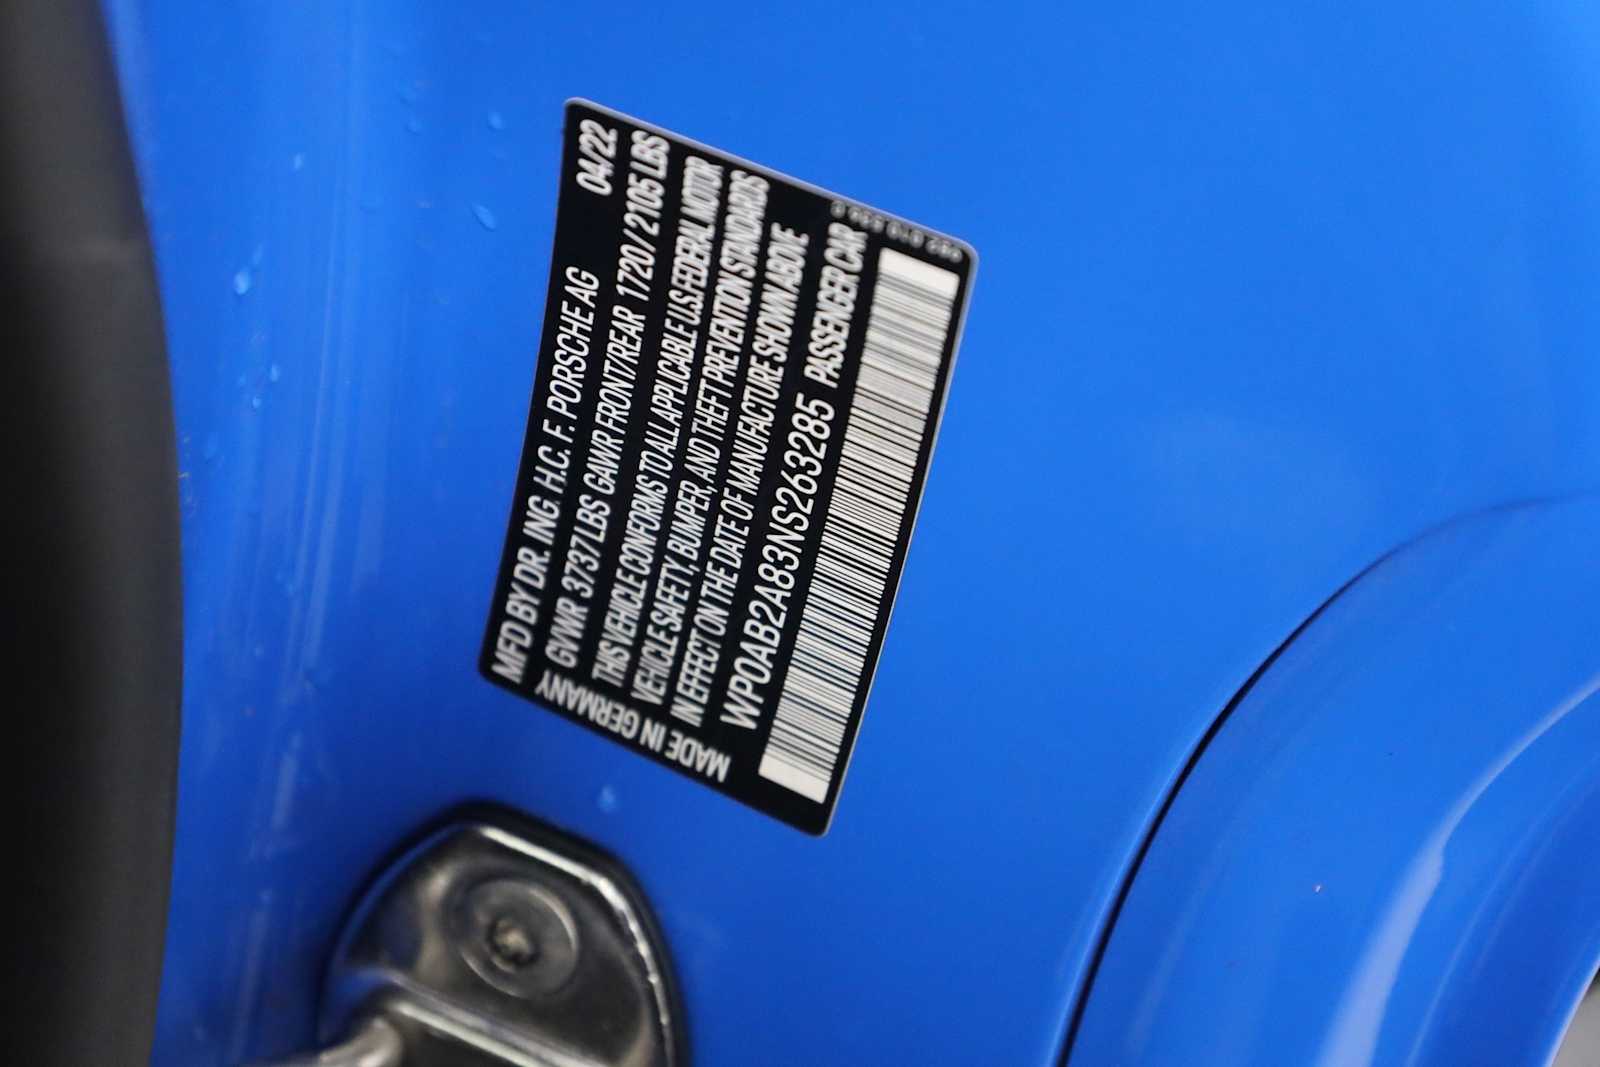 MFD BY DR. ING. H.C. F. PORSCHE AG 04/22
GVWR 3737 LBS GAWR FRONT/REAR 1720 / 2105 LBS
THIS VEHICLE CONFORMS TO ALL APPLICABLE U.S. FEDERAL MOTOR
VEHICLE SAFETY, BUMPER, AND THEFT PREVENTION STANDARDS
IN EFFECT ON THE DATE OF MANUFACTURE SHOWN ABOVE
WP0AB2A83NS263285 PASSENGER CAR
MADE IN GERMANY